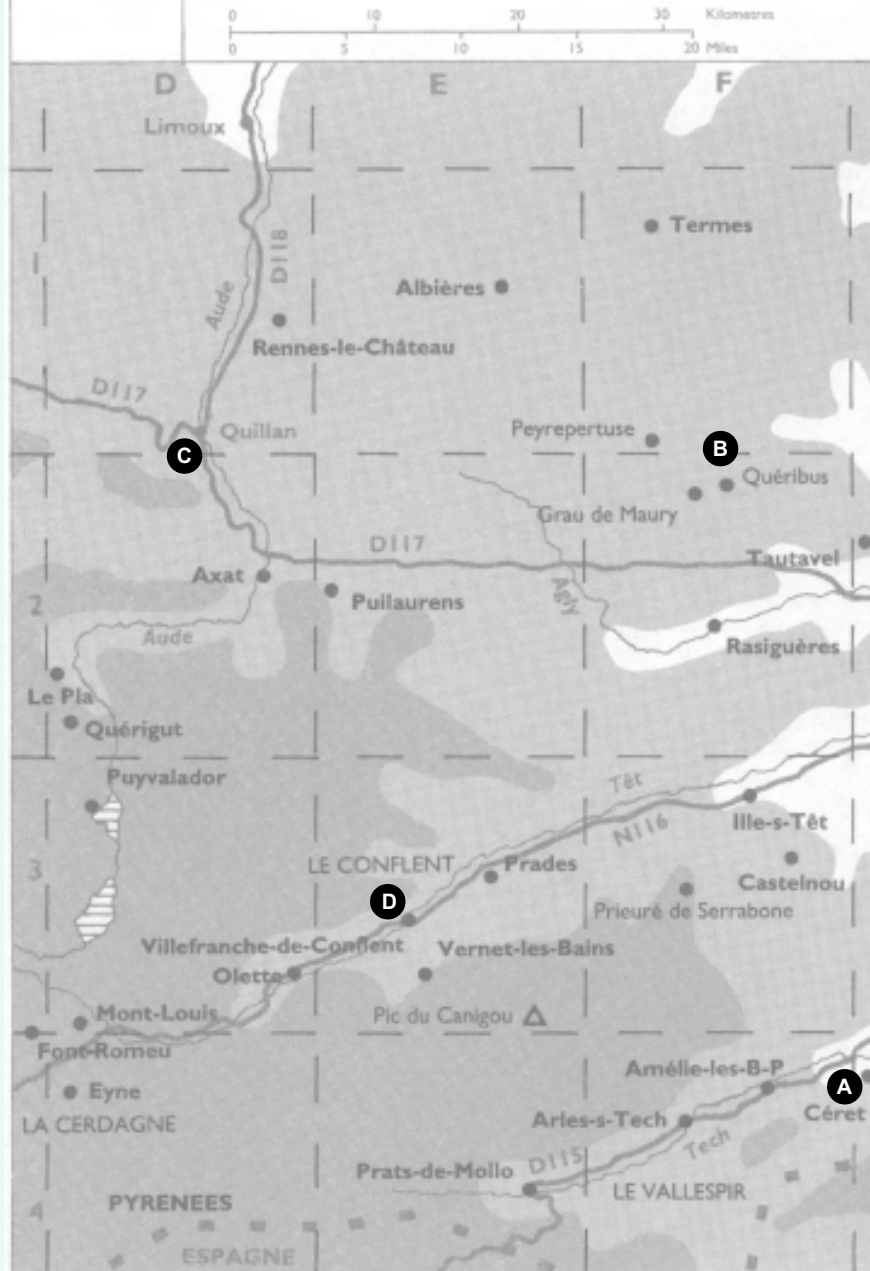 0 10 20 30 Kilometres
0 5 10 15 20 Miles
D E F
Limoux
Termes
1
D118
Albières
Aude
Rennes-le-Château
D117
Quillan
Peyrepertuse
B
C
Quéribus
Grau de Maury
D117
Tautavel
Axat
Agly
2
Puilaurens
Aude
Rasiguères
Le Pla
Quérigut
Puyvalador
Têt
Ille-s-Têt
N116
3
LE CONFLENT
Prades
Castelnou
D
Prieuré de Serrabone
Villefranche-de-Conflent
Vernet-les-Bains
Olette
Mont-Louis
Pic du Canigou
Font-Romeu
Amélie-les-B-P
Eyne
A
LA CERDAGNE
Arles-s-Tech
Céret
Tech
D115
Prats-de-Mollo
LE VALLESPIR
PYRENEES
4
ESPAGNE